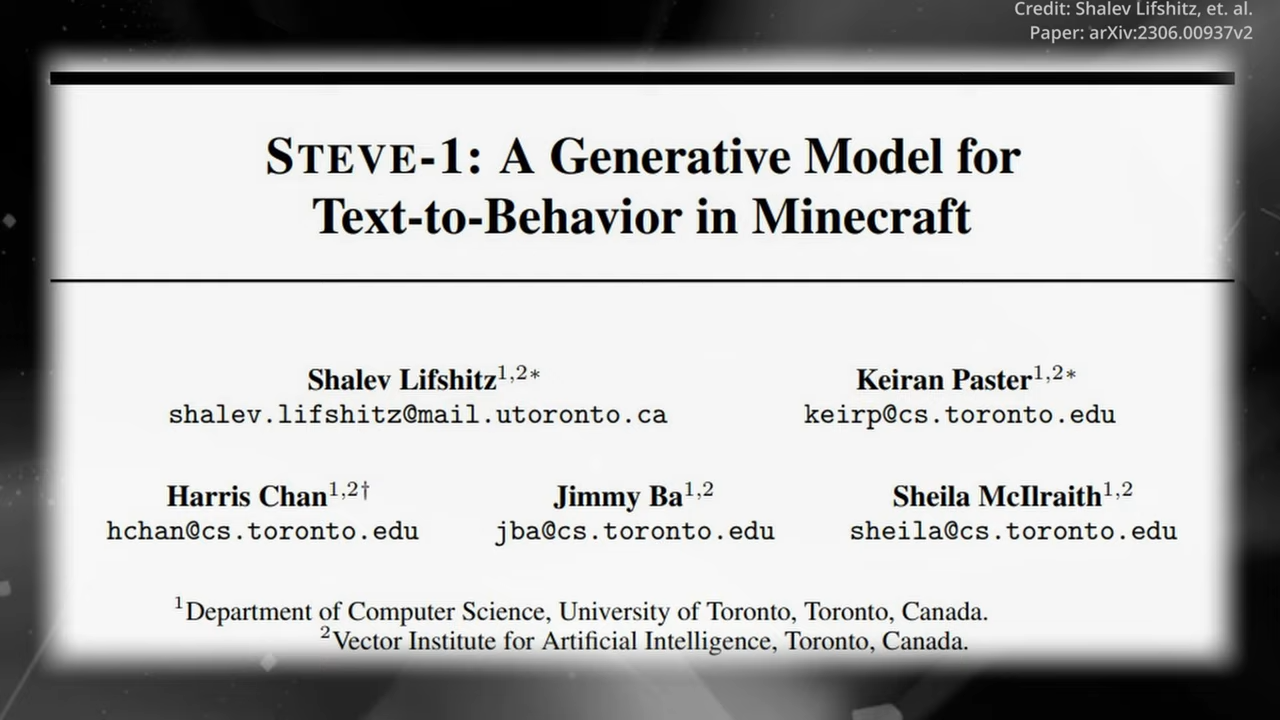 Credit: Shalev Lifshitz, et. al.
Paper: arXiv:2306.00937v2
STEVE-1: A Generative Model for
Text-to-Behavior in Minecraft
Shalev Lifshitz1,2* Keiran Paster1,2*
shalev.lifshitz@mail.utoronto.ca keirp@cs.toronto.edu
Harris Chan1,2† Jimmy Ba1,2 Sheila McIlraith1,2
hchan@cs.toronto.edu jba@cs.toronto.edu sheila@cs.toronto.edu
1Department of Computer Science, University of Toronto, Toronto, Canada.
2Vector Institute for Artificial Intelligence, Toronto, Canada.